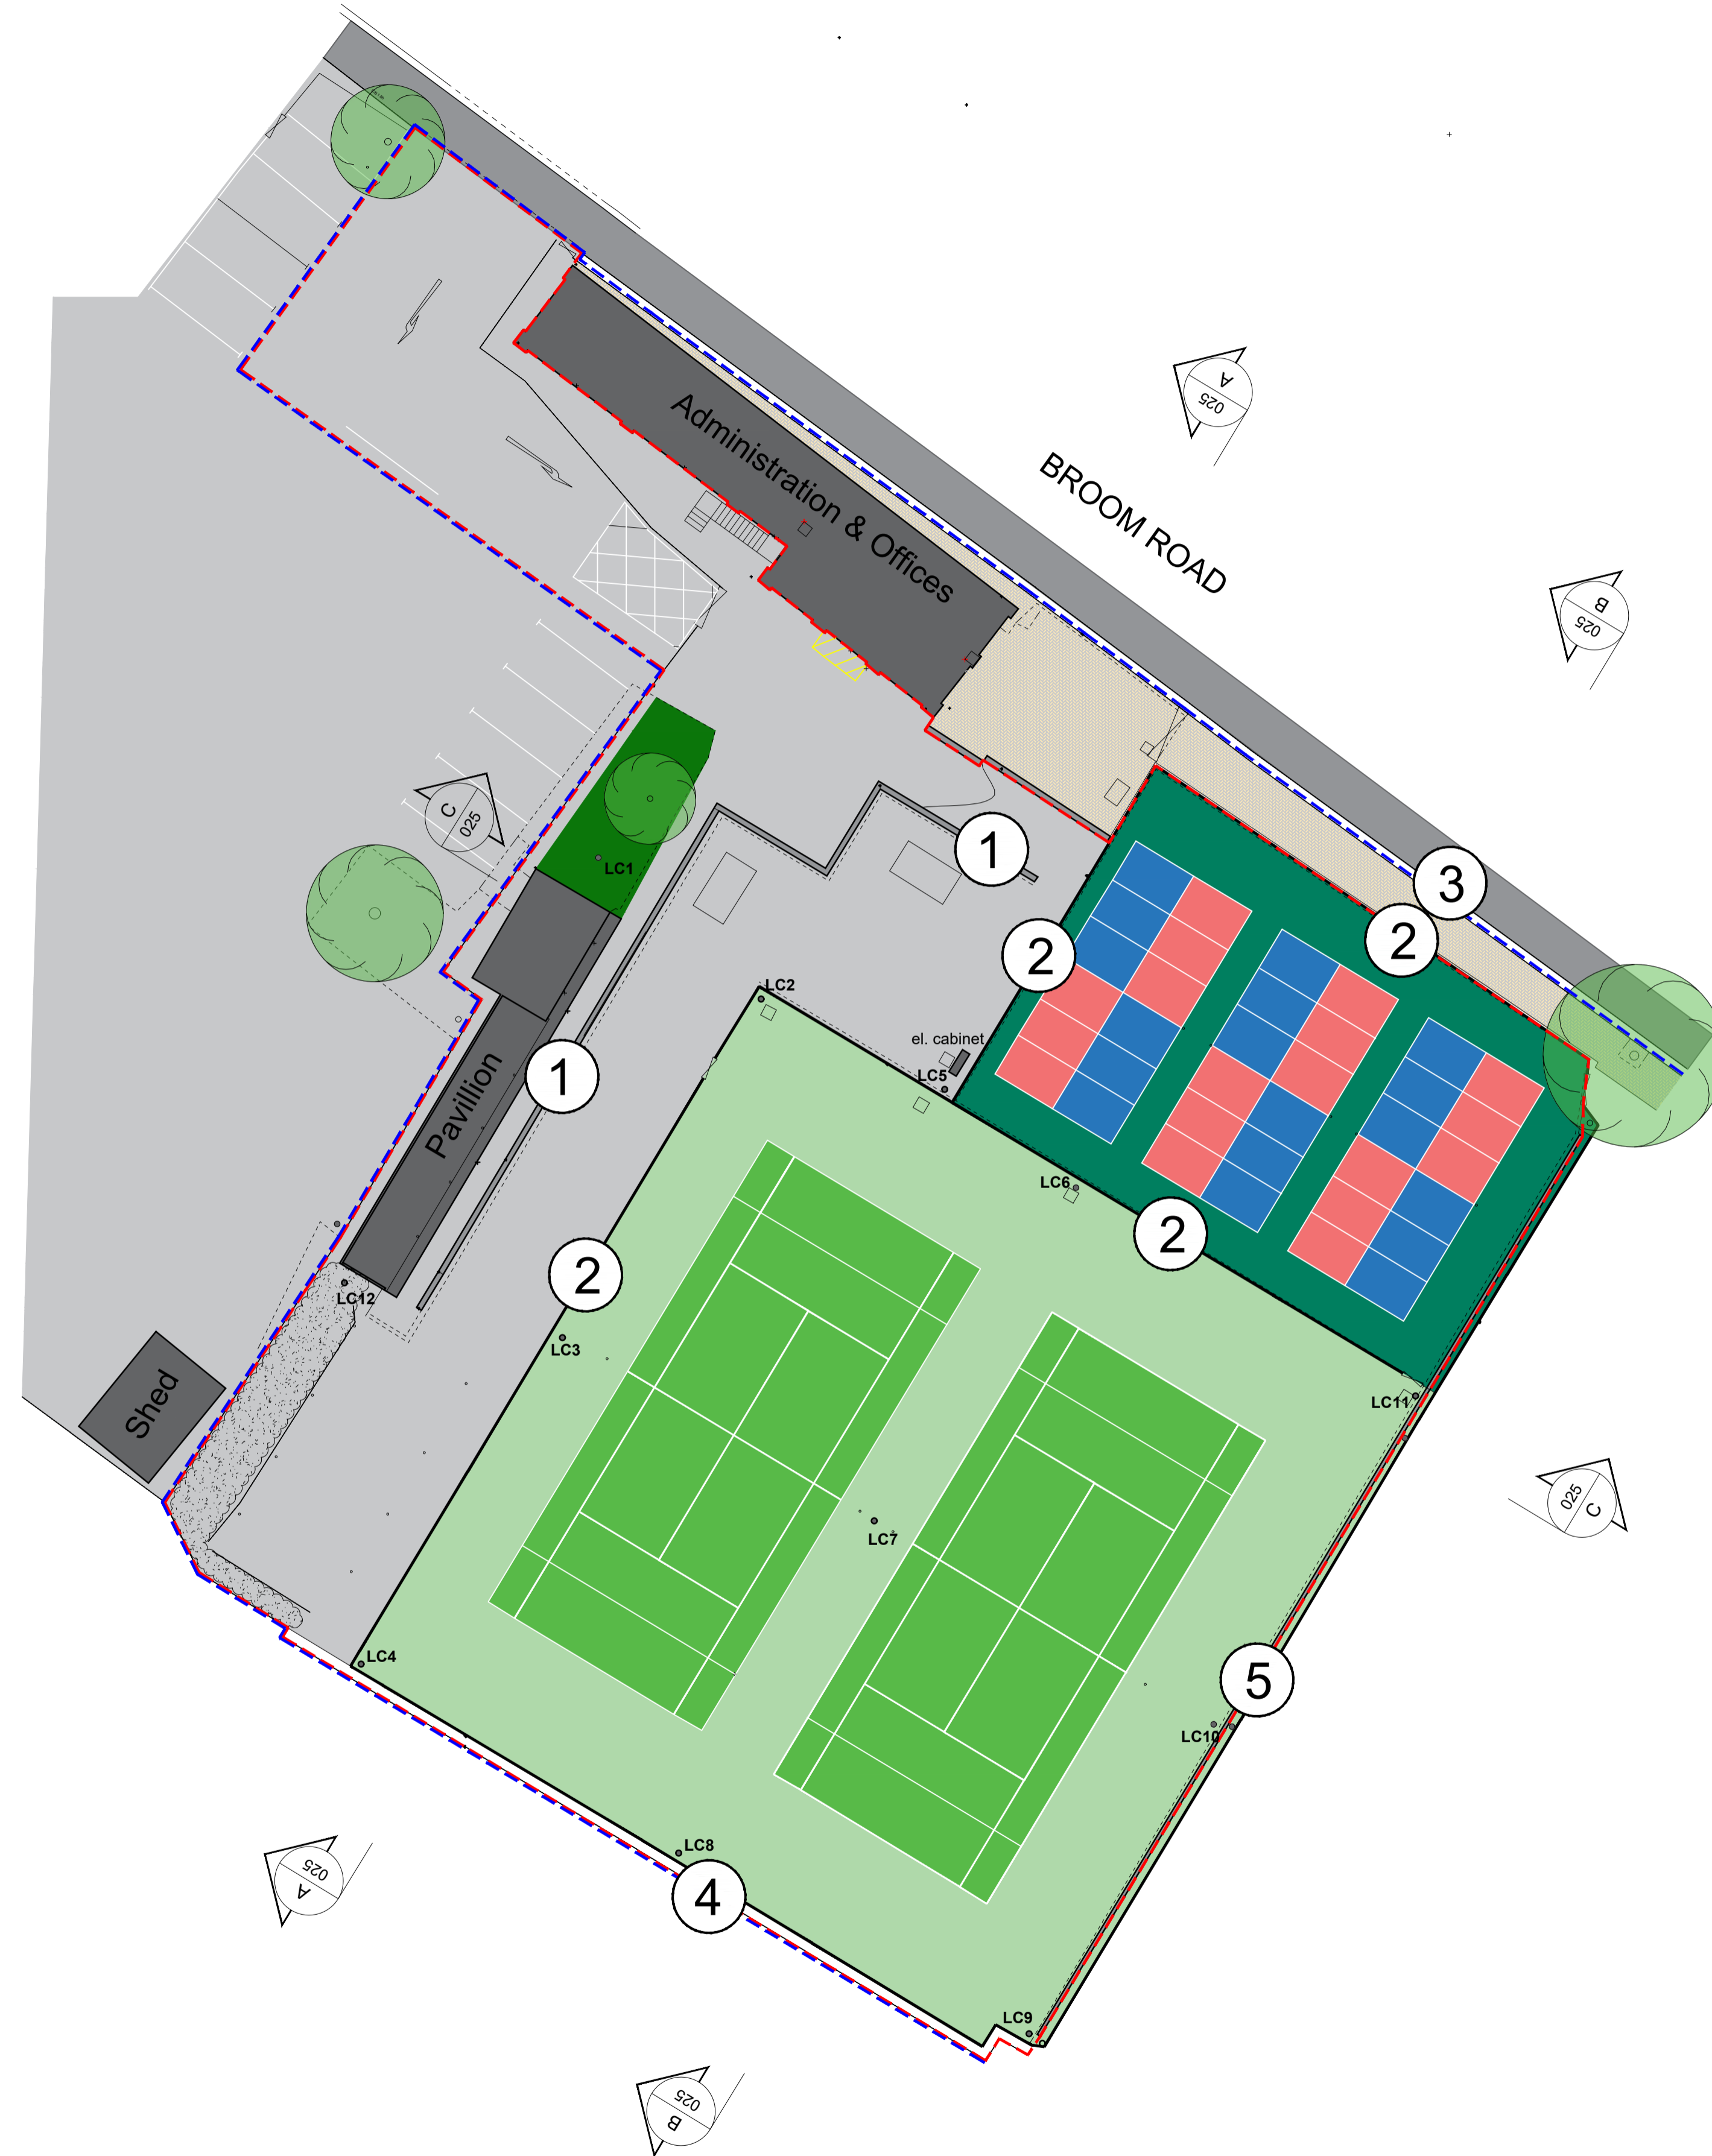 A
025
BROOM ROAD
B
025
Administration & Offices
C
025
LC1
1
3
2
2
LC2
el. cabinet
LC5
1
Pavillion
LC6
2
2
LC12
LC3
Shed
LC11
025
C
LC7
LC4
5
LC10
LC8
4
025
A
LC9
025
B